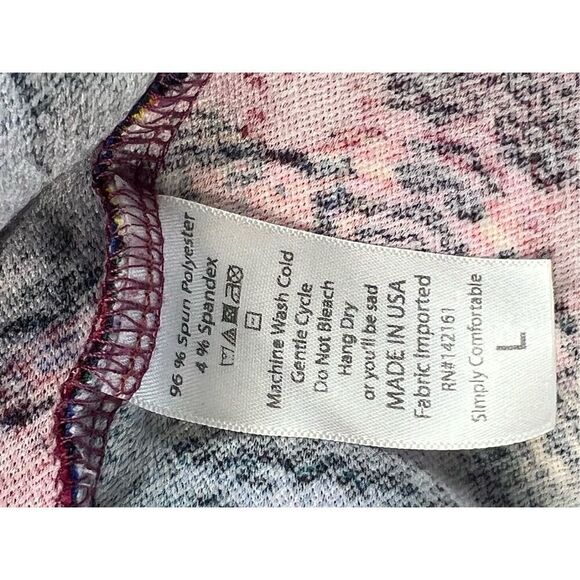 96 % Spun Polyester
4 % Spandex
Machine Wash Cold
Gentle Cycle
Do Not Bleach
Hang Dry
or you'll be sad
MADE IN USA
Fabric Imported
RN#142161
Simply Comfortable
L